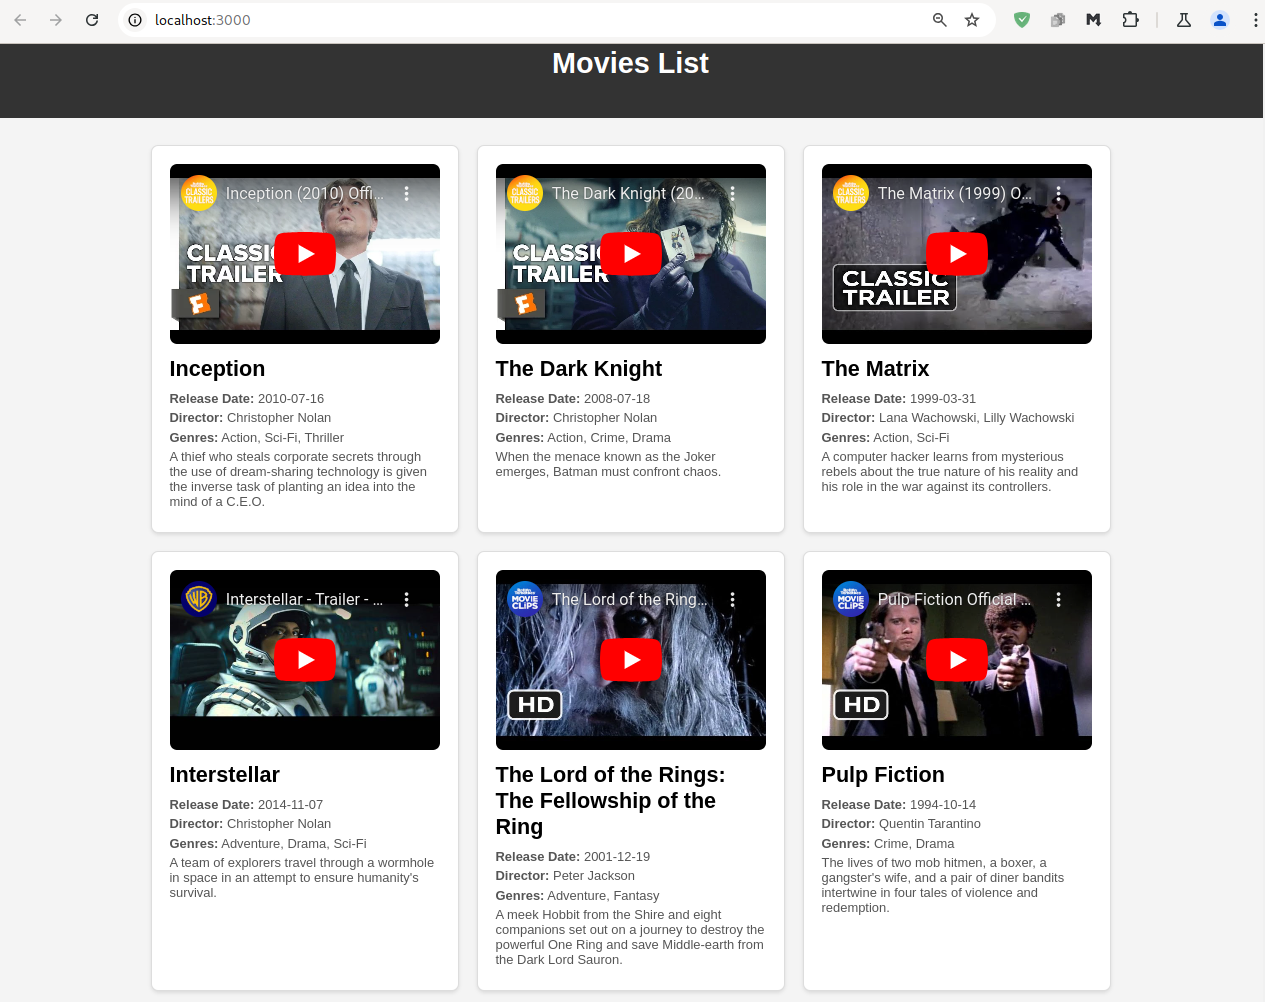 localhost:3000
Movies List
Inception (2010) Offi...
CLASSIC
TRAILER
Inception
Release Date: 2010-07-16
Director: Christopher Nolan
Genres: Action, Sci-Fi, Thriller
A thief who steals corporate secrets through
the use of dream-sharing technology is given
the inverse task of planting an idea into the
mind of a C.E.O.
The Dark Knight (20...
CLASSIC
TRAILER
The Dark Knight
Release Date: 2008-07-18
Director: Christopher Nolan
Genres: Action, Crime, Drama
When the menace known as the Joker
emerges, Batman must confront chaos.
The Matrix (1999) O...
CLASSIC
TRAILER
The Matrix
Release Date: 1999-03-31
Director: Lana Wachowski, Lilly Wachowski
Genres: Action, Sci-Fi
A computer hacker learns from mysterious
rebels about the true nature of his reality and
his role in the war against its controllers.
Interstellar - Trailer - ...
Interstellar
Release Date: 2014-11-07
Director: Christopher Nolan
Genres: Adventure, Drama, Sci-Fi
A team of explorers travel through a wormhole
in space in an attempt to ensure humanity's
survival.
MOVIE
CLIPS
The Lord of the Ring...
HD
The Lord of the Rings:
The Fellowship of the
Ring
Release Date: 2001-12-19
Director: Peter Jackson
Genres: Adventure, Fantasy
A meek Hobbit from the Shire and eight
companions set out on a journey to destroy the
powerful One Ring and save Middle-earth from
the Dark Lord Sauron.
MOVIE
CLIPS
Pulp Fiction Official ...
HD
Pulp Fiction
Release Date: 1994-10-14
Director: Quentin Tarantino
Genres: Crime, Drama
The lives of two mob hitmen, a boxer, a
gangster's wife, and a pair of diner bandits
intertwine in four tales of violence and
redemption.